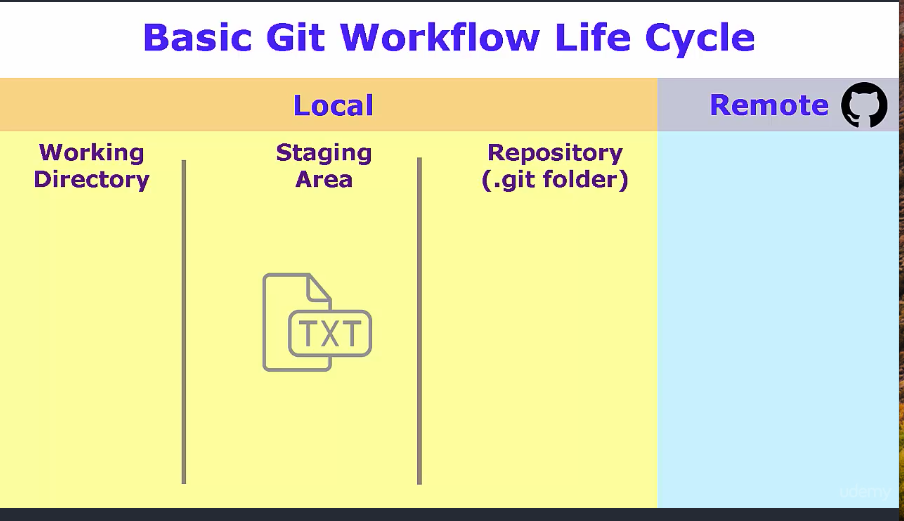 Basic Git Workflow Life Cycle
Local
Remote
Working
Directory
Staging
Area
Repository
(.git folder)
TXT
udemy